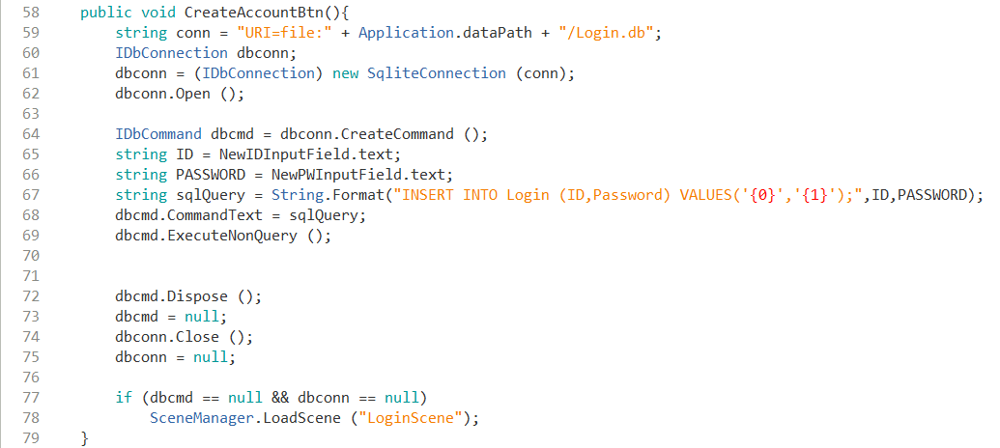 58 public void CreateAccountBtn(){
59 string conn = "URI=file:" + Application.dataPath + "/Login.db";
60 IDbConnection dbconn;
61 dbconn = (IDbConnection) new SqliteConnection (conn);
62 dbconn.Open ();
63
64 IDbCommand dbcmd = dbconn.CreateCommand ();
65 string ID = NewIDInputField.text;
66 string PASSWORD = NewPWInputField.text;
67 string sqlQuery = String.Format("INSERT INTO Login (ID,Password) VALUES('{0}','{1}');",ID,PASSWORD);
68 dbcmd.CommandText = sqlQuery;
69 dbcmd.ExecuteNonQuery ();
70
71
72 dbcmd.Dispose ();
73 dbcmd = null;
74 dbconn.Close ();
75 dbconn = null;
76
77 if (dbcmd == null && dbconn == null)
78 SceneManager.LoadScene ("LoginScene");
79 }